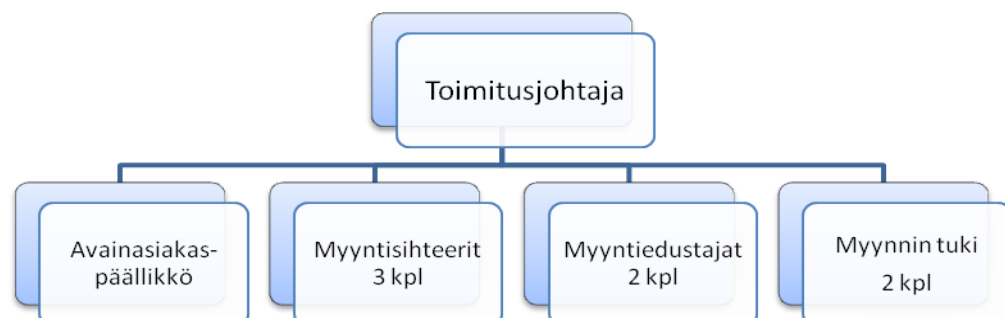 Toimitusjohtaja
Avainasiakas-
päällikkö
Myyntisihteerit
3 kpl
Myyntiedustajat
2 kpl
Myynnin tuki
2 kpl